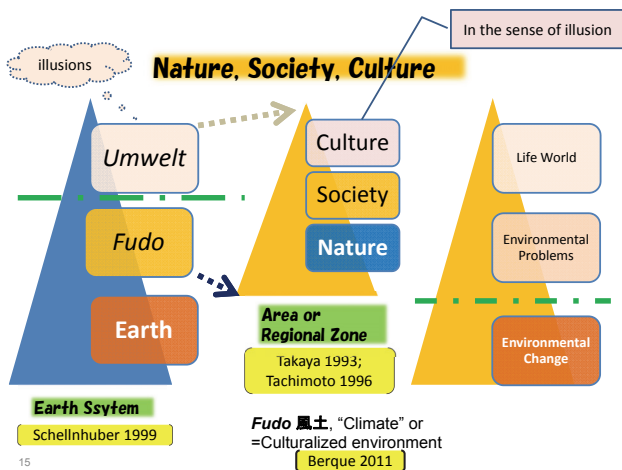 In the sense of illusion
illusions
Nature, Society, Culture
Umwelt
Fudo
Earth
Culture
Society
Nature
Life World
Environmental
Problems
Environmental
Change
Earth Ssytem
Schellnhuber 1999
Area or
Regional Zone
Takaya 1993;
Tachimoto 1996
Fudo 風土, “Climate” or
=Culturalized environment
Berque 2011
15